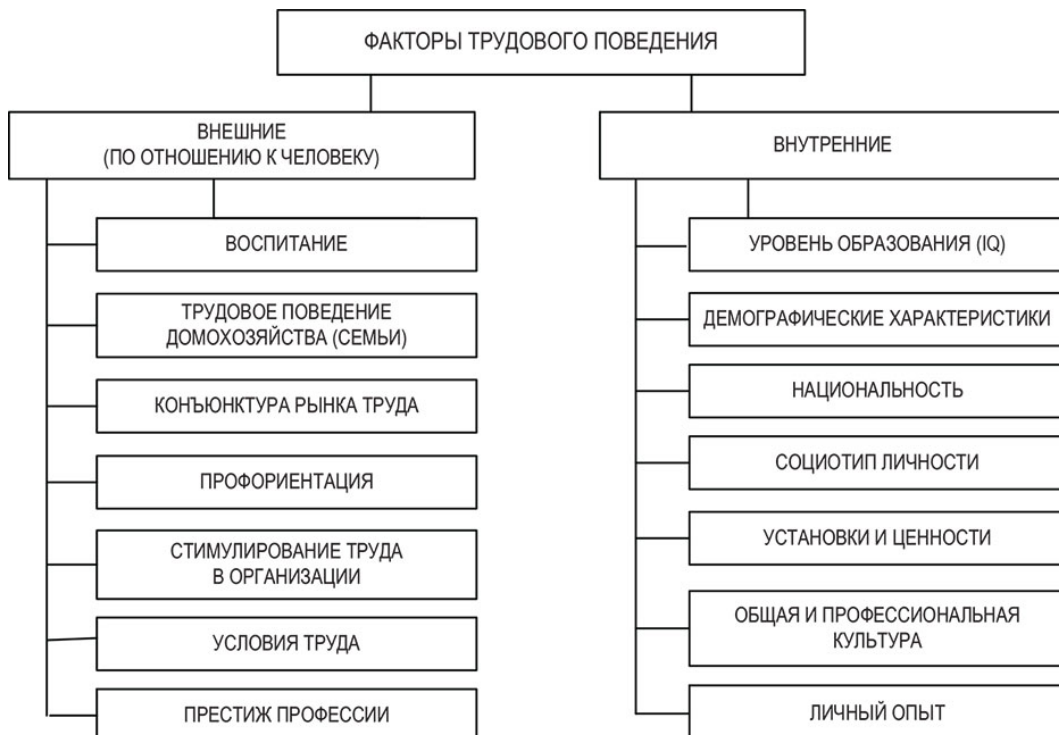 ФАКТОРЫ ТРУДОВОГО ПОВЕДЕНИЯ
ВНЕШНИЕ
(ПО ОТНОШЕНИЮ К ЧЕЛОВЕКУ)
ВОСПИТАНИЕ
ТРУДОВОЕ ПОВЕДЕНИЕ
ДОМОХОЗЯЙСТВА (СЕМЬИ)
КОНЪЮНКТУРА РЫНКА ТРУДА
ПРОФОРИЕНТАЦИЯ
СТИМУЛИРОВАНИЕ ТРУДА
В ОРГАНИЗАЦИИ
УСЛОВИЯ ТРУДА
ПРЕСТИЖ ПРОФЕССИИ
ВНУТРЕННИЕ
УРОВЕНЬ ОБРАЗОВАНИЯ (IQ)
ДЕМОГРАФИЧЕСКИЕ ХАРАКТЕРИСТИКИ
НАЦИОНАЛЬНОСТЬ
СОЦИОТИП ЛИЧНОСТИ
УСТАНОВКИ И ЦЕННОСТИ
ОБЩАЯ И ПРОФЕССИОНАЛЬНАЯ
КУЛЬТУРА
ЛИЧНЫЙ ОПЫТ